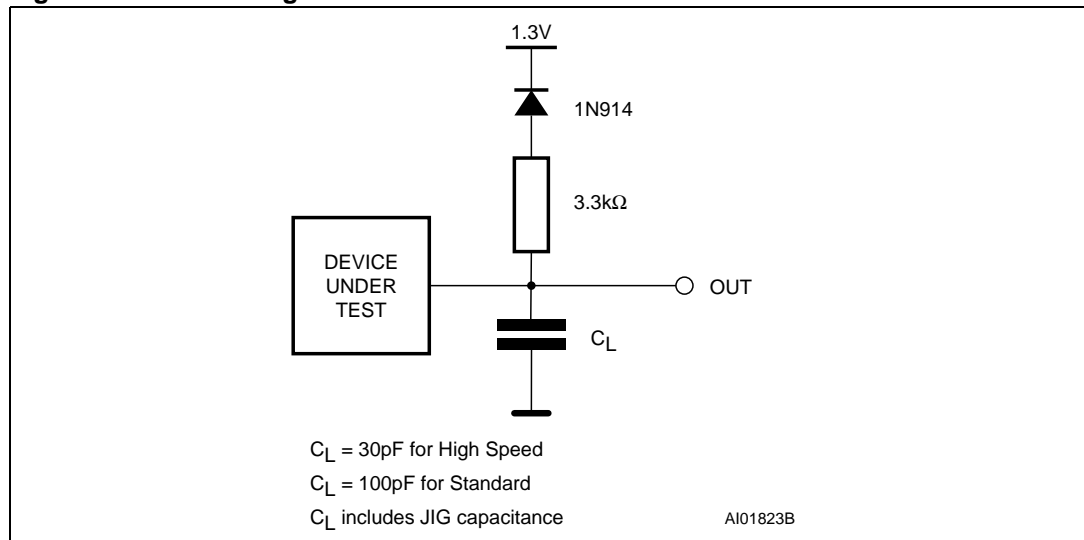 1.3V
1N914
3.3kΩ
DEVICE
UNDER
TEST
OUT
CL
CL = 30pF for High Speed
CL = 100pF for Standard
CL includes JIG capacitance
AI01823B